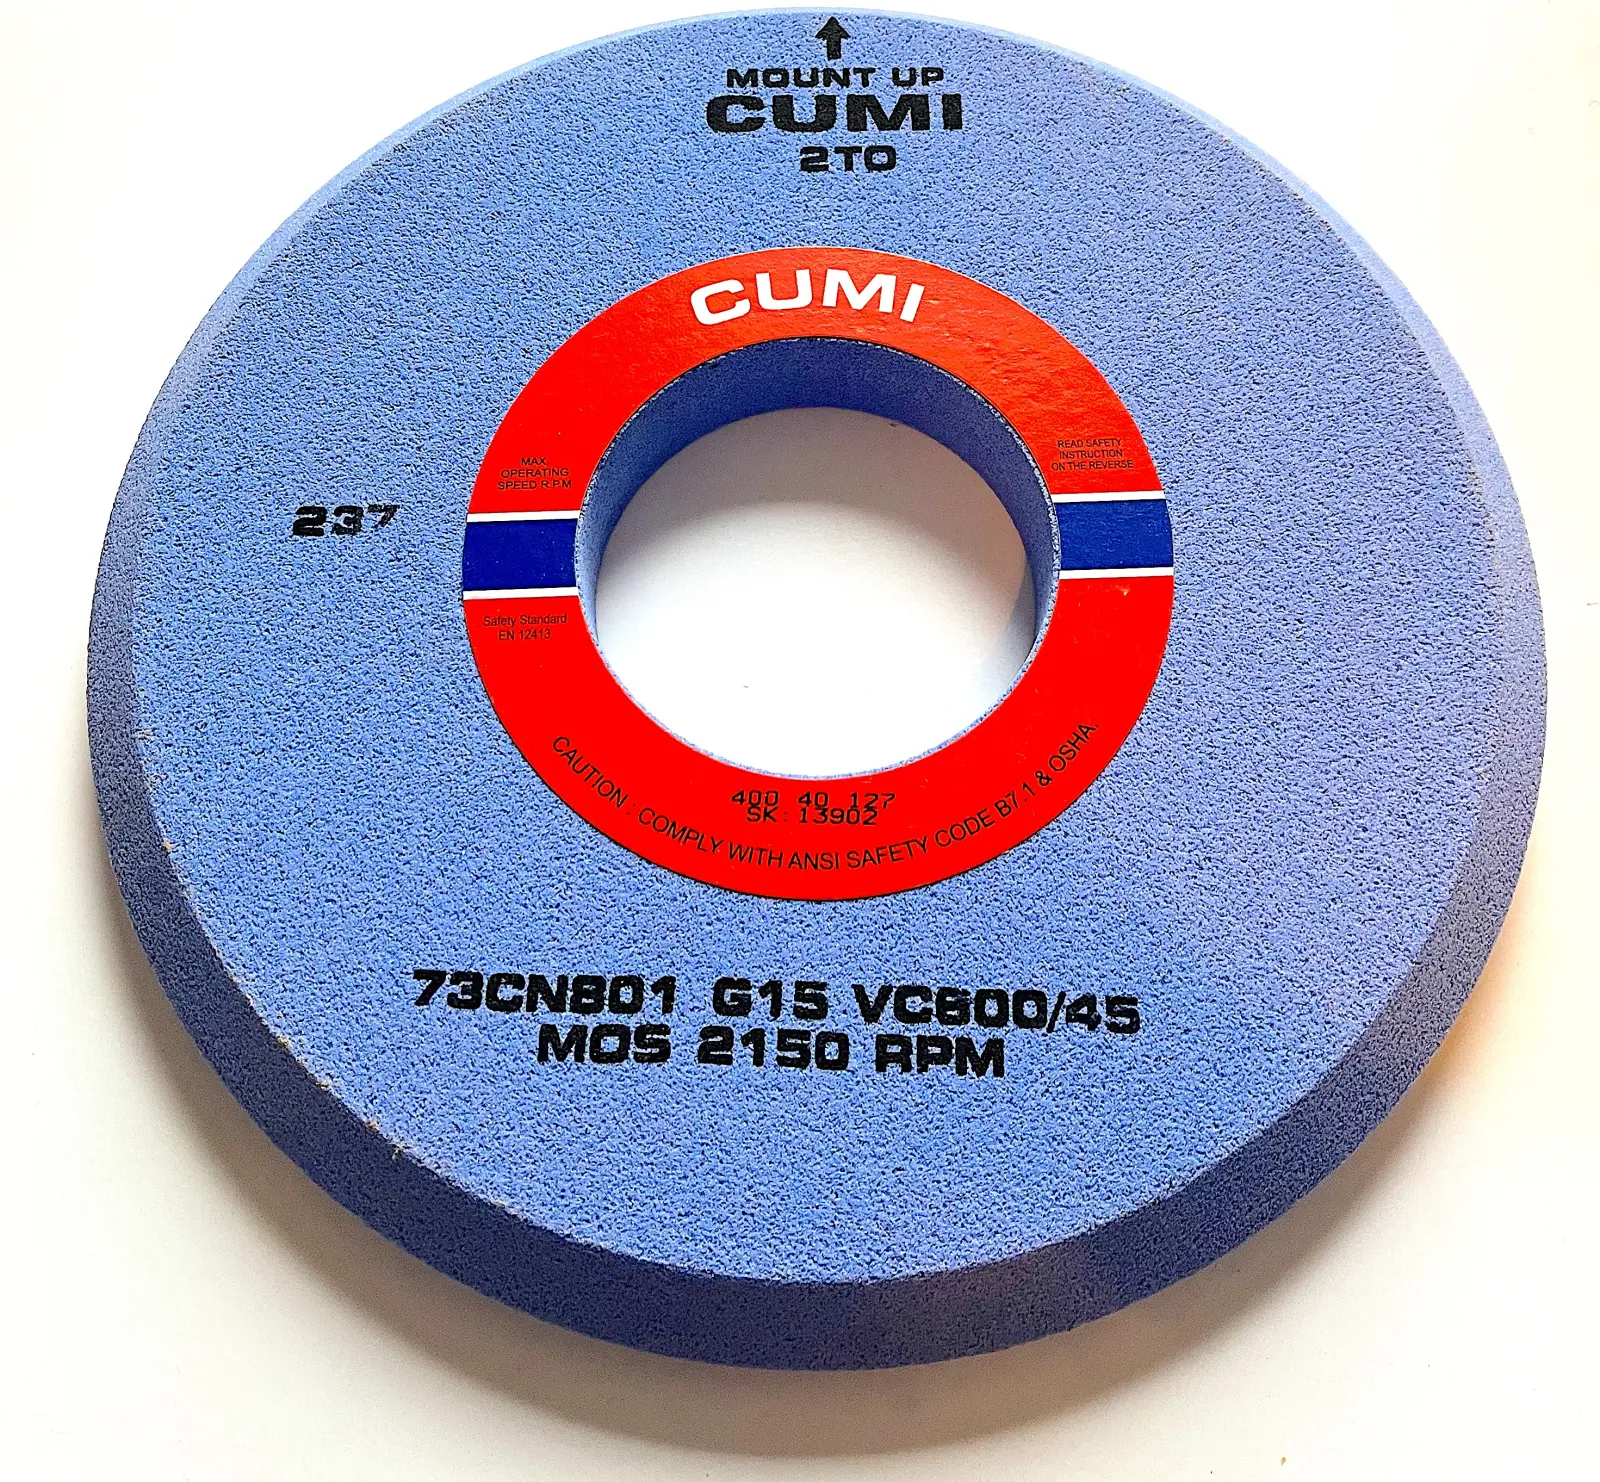 MOUNT UP
CUMI
2TO
CUMI
MAX.
OPERATING
SPEED R.P.M
READ SAFETY
INSTRUCTION
ON THE REVERSE
237
Safety Standard
EN 12413
400 40 127
SK 13902
CAUTION : COMPLY WITH ANSI SAFETY CODE B7.1 & OSHA.
73CN801 G15 VC600/45
MOS 2150 RPM